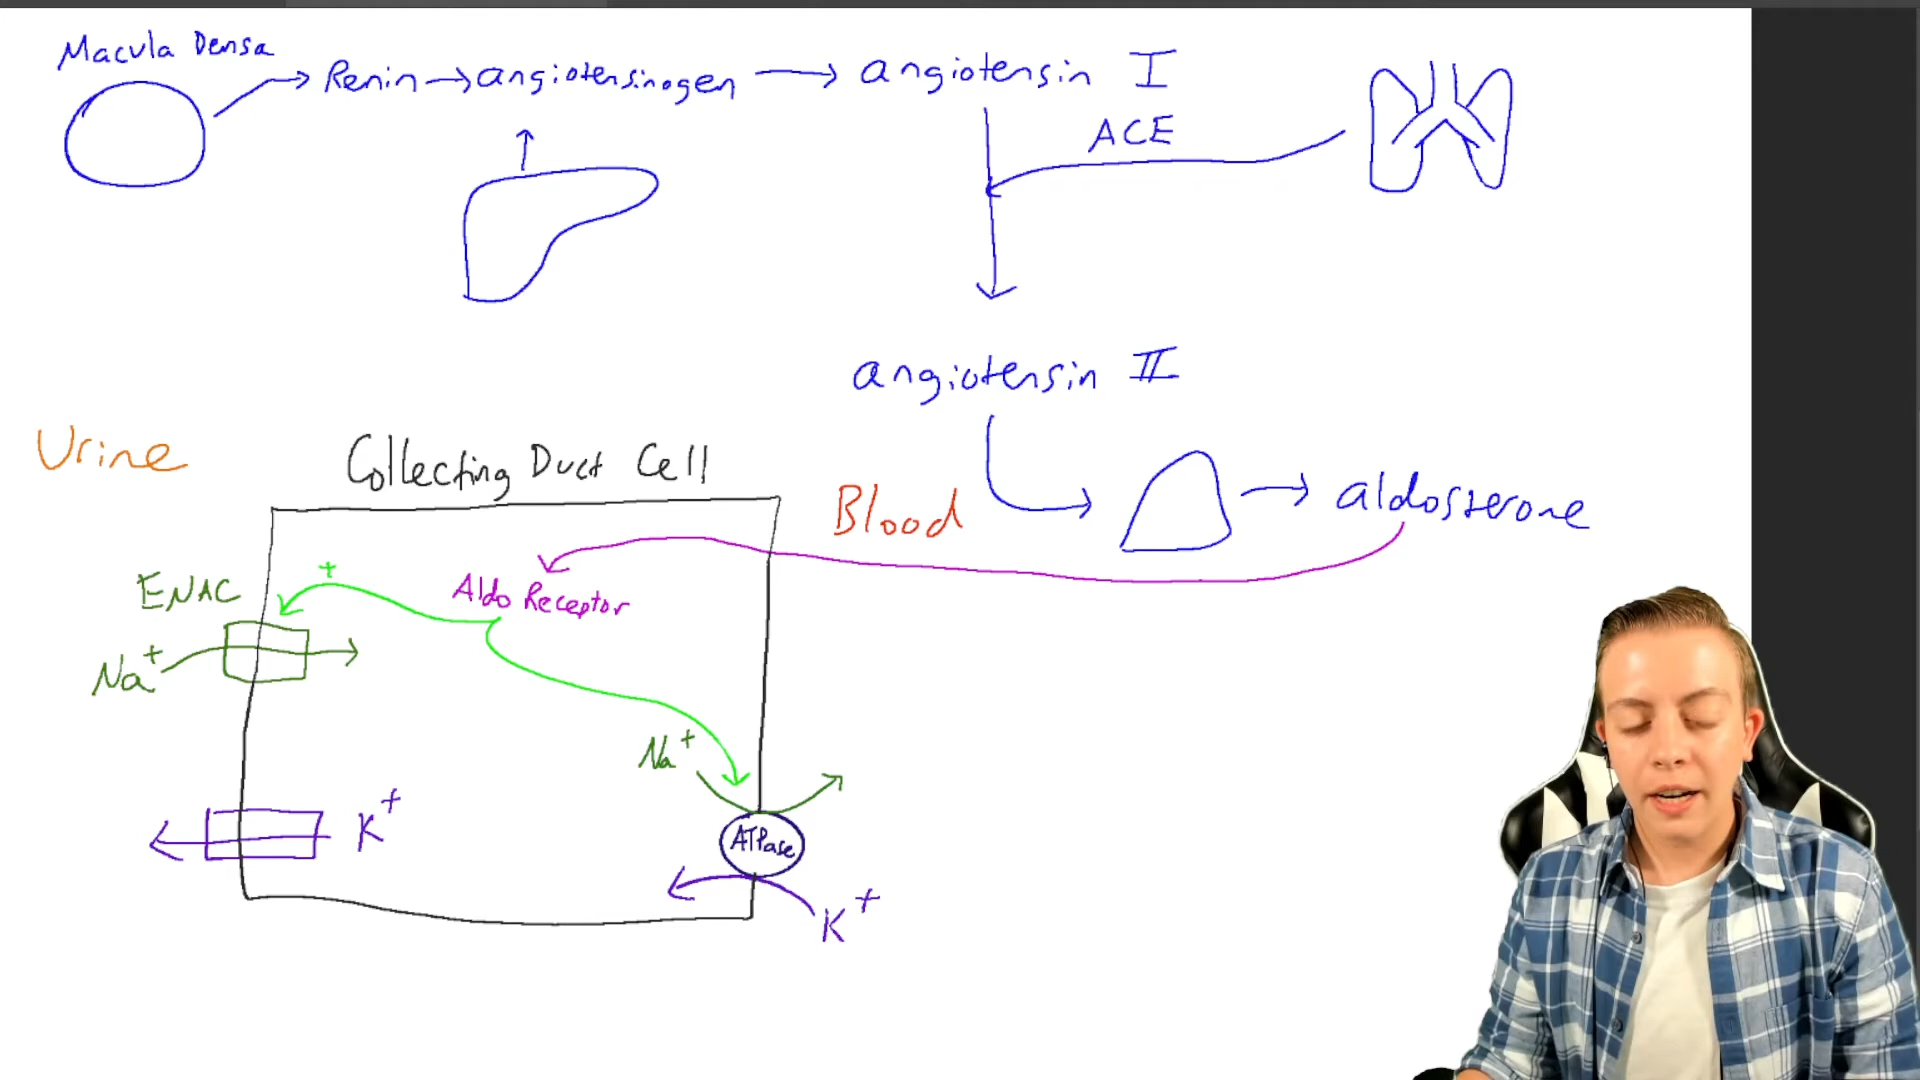 Macula Densa
Renin → angiotensinogen → angiotensin I
ACE
angiotensin II
Urine
Collecting Duct Cell
Blood
aldosterone
ENAC
+
Aldo Receptor
Na+
Na+
K+
ATPase
K+